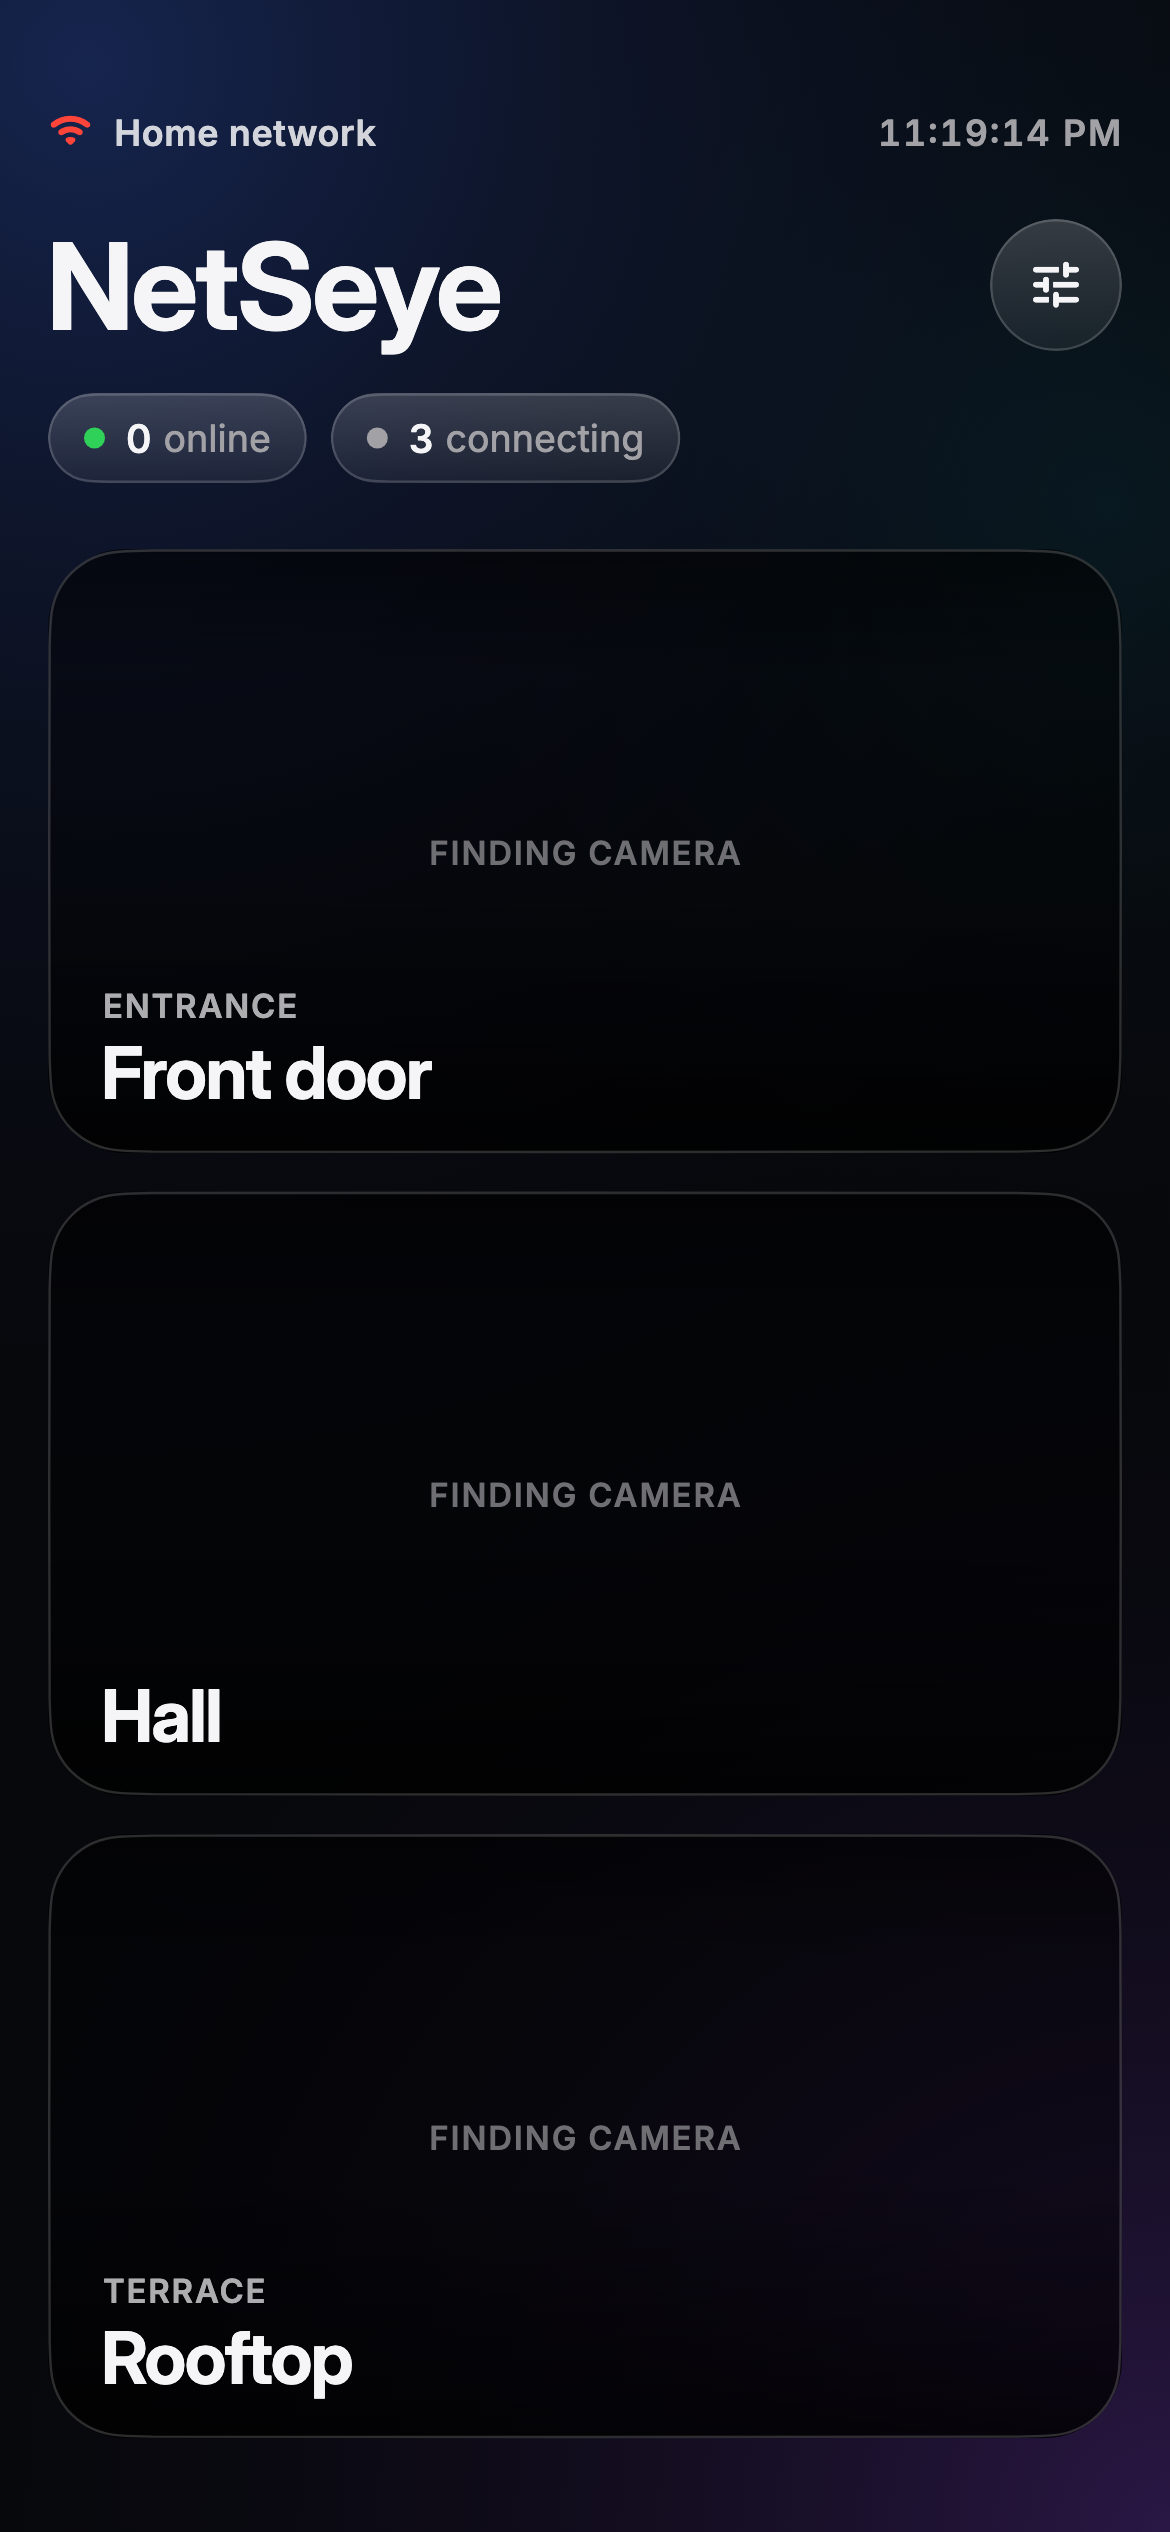 Home network
11:19:14 PM
NetSeye
0 online
3 connecting
FINDING CAMERA
ENTRANCE
Front door
FINDING CAMERA
Hall
FINDING CAMERA
TERRACE
Rooftop